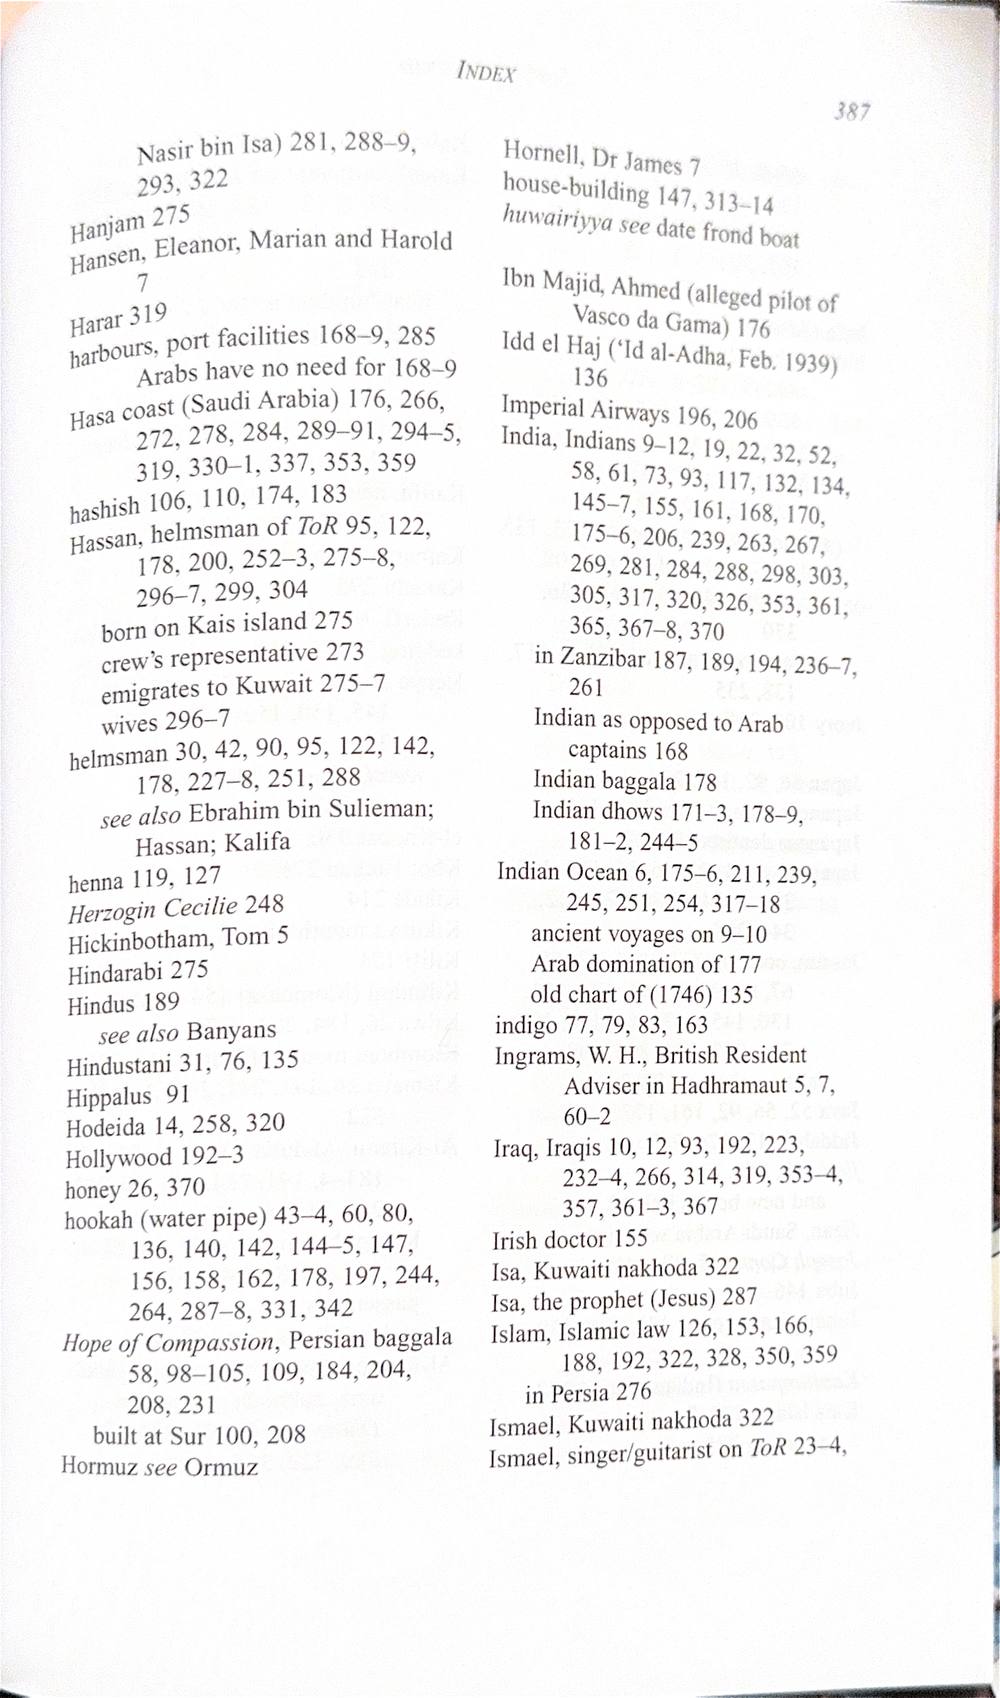 INDEX
387
Nasir bin Isa) 281, 288–9,
293, 322
Hanjam 275
Hansen, Eleanor, Marian and Harold
7
Harar 319
harbours, port facilities 168–9, 285
Arabs have no need for 168–9
Hasa coast (Saudi Arabia) 176, 266,
272, 278, 284, 289–91, 294–5,
319, 330–1, 337, 353, 359
hashish 106, 110, 174, 183
Hassan, helmsman of ToR 95, 122,
178, 200, 252–3, 275–8,
296–7, 299, 304
born on Kais island 275
crew's representative 273
emigrates to Kuwait 275–7
wives 296–7
helmsman 30, 42, 90, 95, 122, 142,
178, 227–8, 251, 288
see also Ebrahim bin Sulieman;
Hassan; Kalifa
henna 119, 127
Herzogin Cecilie 248
Hickinbotham, Tom 5
Hindarabi 275
Hindus 189
see also Banyans
Hindustani 31, 76, 135
Hippalus 91
Hodeida 14, 258, 320
Hollywood 192–3
honey 26, 370
hookah (water pipe) 43–4, 60, 80,
136, 140, 142, 144–5, 147,
156, 158, 162, 178, 197, 244,
264, 287–8, 331, 342
Hope of Compassion, Persian baggala
58, 98–105, 109, 184, 204,
208, 231
built at Sur 100, 208
Hormuz see Ormuz
Hornell, Dr James 7
house-building 147, 313–14
huwairiyya see date frond boat
Ibn Majid, Ahmed (alleged pilot of
Vasco da Gama) 176
Idd el Haj ('Id al-Adha, Feb. 1939)
136
Imperial Airways 196, 206
India, Indians 9–12, 19, 22, 32, 52,
58, 61, 73, 93, 117, 132, 134,
145–7, 155, 161, 168, 170,
175–6, 206, 239, 263, 267,
269, 281, 284, 288, 298, 303,
305, 317, 320, 326, 353, 361,
365, 367–8, 370
in Zanzibar 187, 189, 194, 236–7,
261
Indian as opposed to Arab
captains 168
Indian baggala 178
Indian dhows 171–3, 178–9,
181–2, 244–5
Indian Ocean 6, 175–6, 211, 239,
245, 251, 254, 317–18
ancient voyages on 9–10
Arab domination of 177
old chart of (1746) 135
indigo 77, 79, 83, 163
Ingrams, W. H., British Resident
Adviser in Hadhramaut 5, 7,
60–2
Iraq, Iraqis 10, 12, 93, 192, 223,
232–4, 266, 314, 319, 353–4,
357, 361–3, 367
Irish doctor 155
Isa, Kuwaiti nakhoda 322
Isa, the prophet (Jesus) 287
Islam, Islamic law 126, 153, 166,
188, 192, 322, 328, 350, 359
in Persia 276
Ismael, Kuwaiti nakhoda 322
Ismael, singer/guitarist on ToR 23–4,